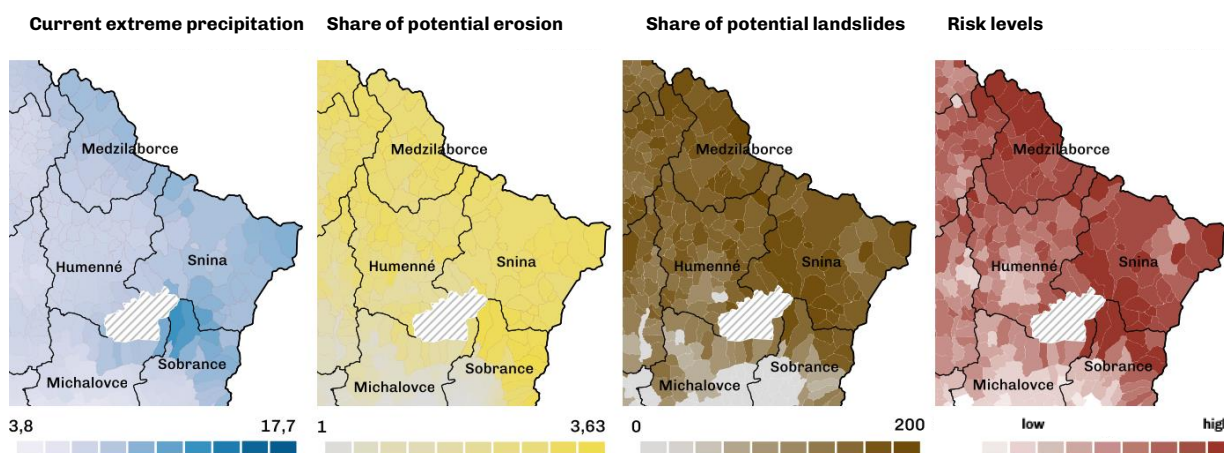 Current extreme precipitation
Share of potential erosion
Share of potential landslides
Risk levels
Medzilaborce
Humenné
Snina
Sobrance
Michalovce
Medzilaborce
Humenné
Snina
Sobrance
Michalovce
Medzilaborce
Humenné
Snina
Sobrance
Michalovce
Medzilaborce
Humenné
Snina
Sobrance
Michalovce
3,8
17,7
1
3,63
0
200
low
high